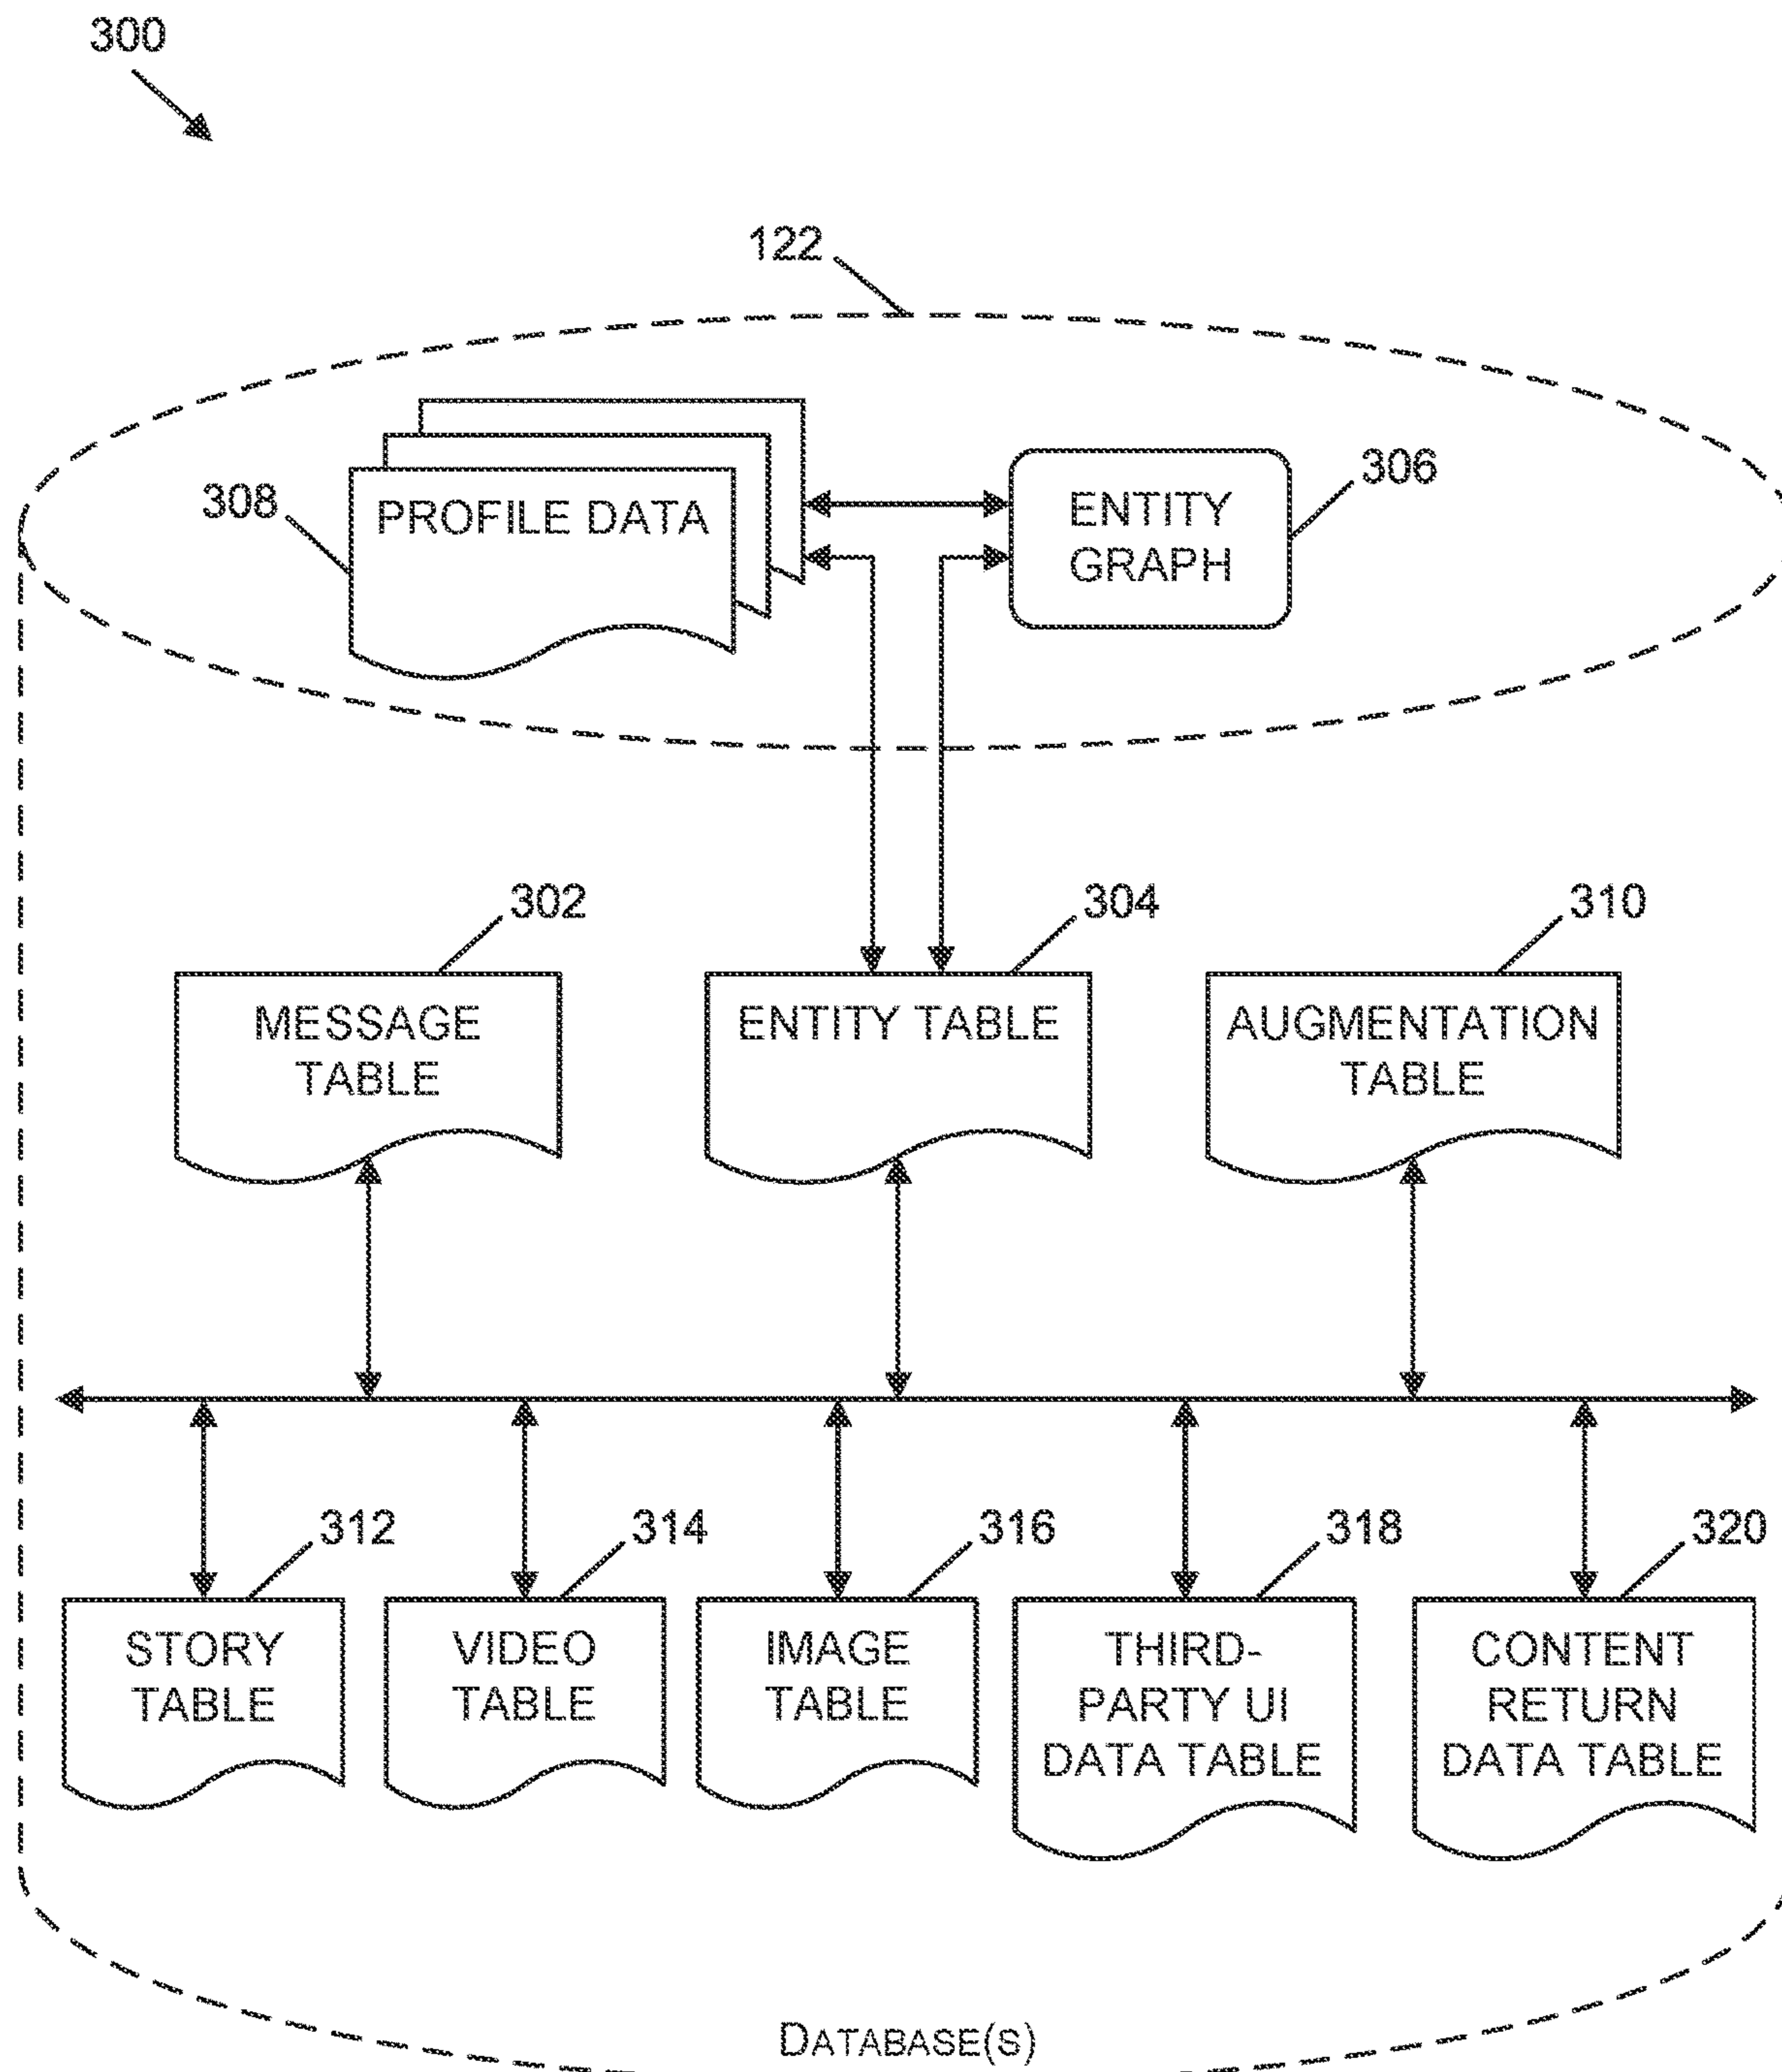 300
122
308
PROFILE DATA
306
ENTITY
GRAPH
302
304
310
MESSAGE
TABLE
ENTITY TABLE
AUGMENTATION
TABLE
312
314
316
318
320
STORY
TABLE
VIDEO
TABLE
IMAGE
TABLE
THIRD-
PARTY UI
DATA TABLE
CONTENT
RETURN
DATA TABLE
DATABASE(S)